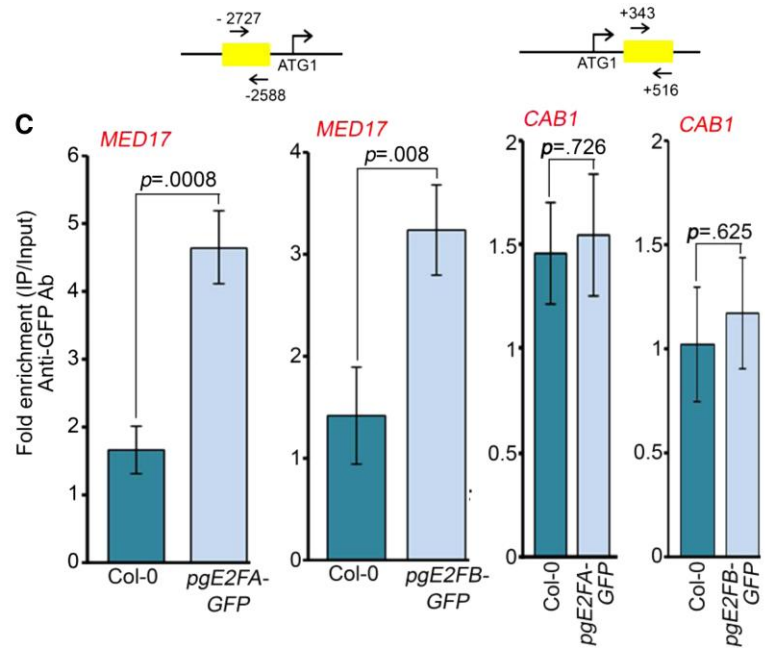 - 2727
ATG1
-2588
+343
ATG1
+516
C
MED17
MED17
CAB1
CAB1
Fold enrichment (IP/Input)
Anti-GFP Ab
6
5
4
3
2
1
0
p=.0008
Col-0
pgE2FA-
GFP
4
3
2
1
0
p=.008
Col-0
pgE2FB-
GFP
2
1.5
1
0.5
0
p=.726
Col-0
pgE2FA-
GFP
2
1.5
1
0.5
0
p=.625
Col-0
pgE2FB-
GFP